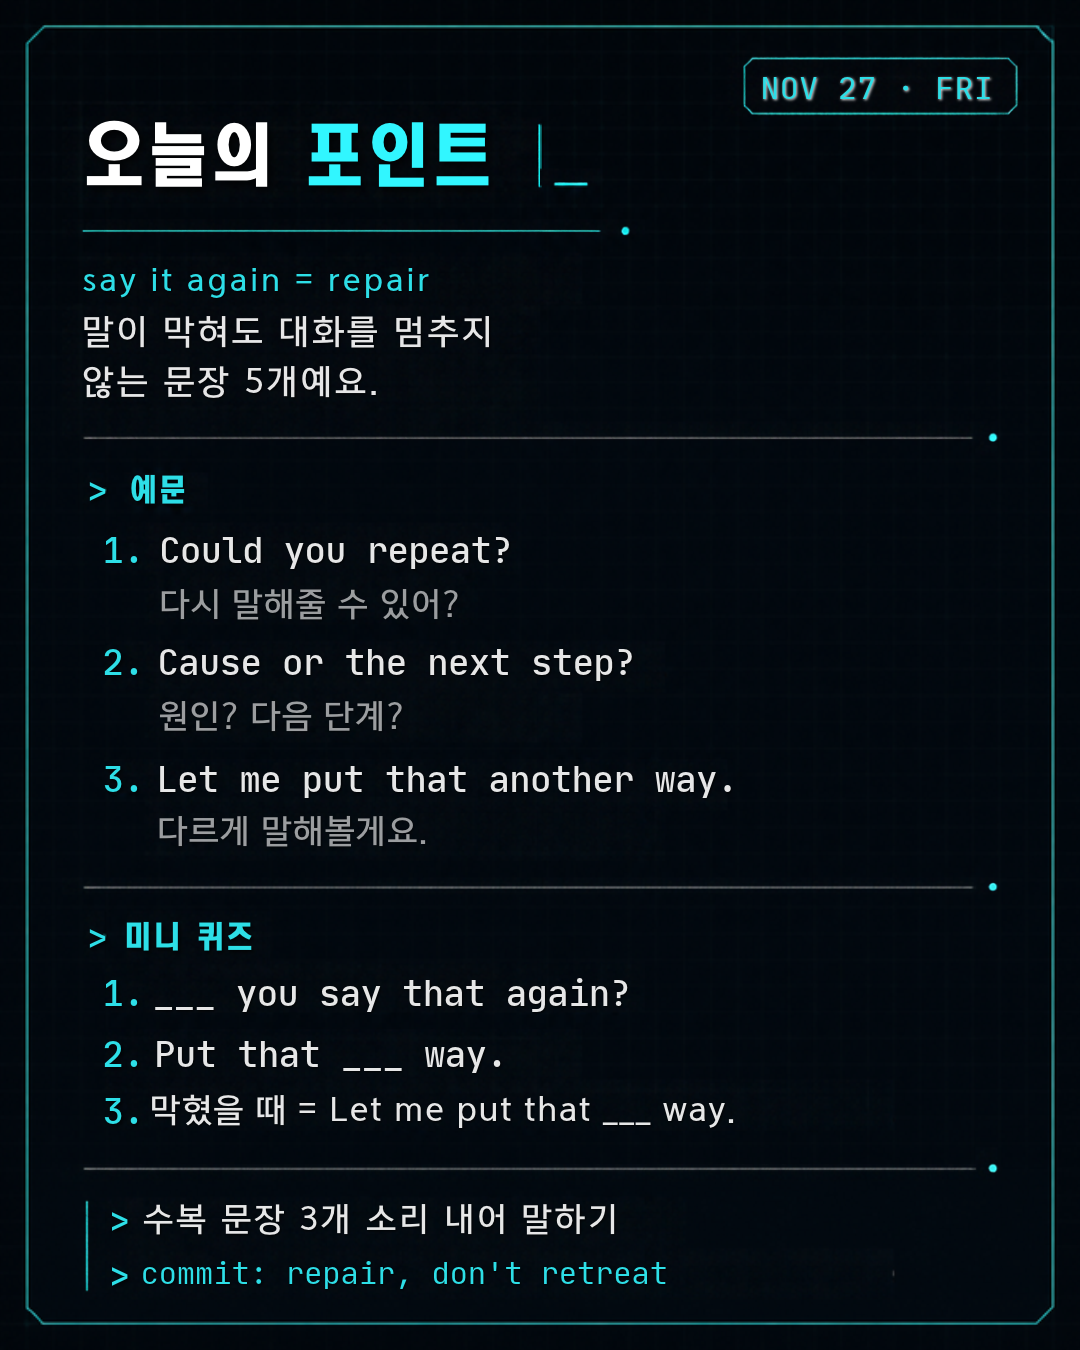 NOV 27 · FRI
오늘의 포인트 |_
say it again = repair
말이 막혀도 대화를 멈추지
않는 문장 5개예요.
> 예문
1. Could you repeat?
다시 말해줄 수 있어?
2. Cause or the next step?
원인? 다음 단계?
3. Let me put that another way.
다르게 말해볼게요.
> 미니 퀴즈
1. ___ you say that again?
2. Put that ___ way.
3. 막혔을 때 = Let me put that ___ way.
> 수복 문장 3개 소리 내어 말하기
> commit: repair, don't retreat